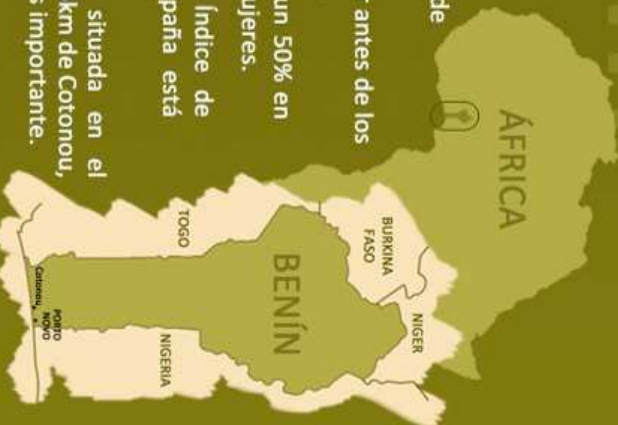 de
antes de los
un 50% en
ujeres.
Índice de
paña está
situada en el
km de Cotonou,
s importante.
ÁFRICA
BURKINA
FASO
NIGER
BENÍN
TOGO
NIGERIA
Cotonou
PORTO
NOVO